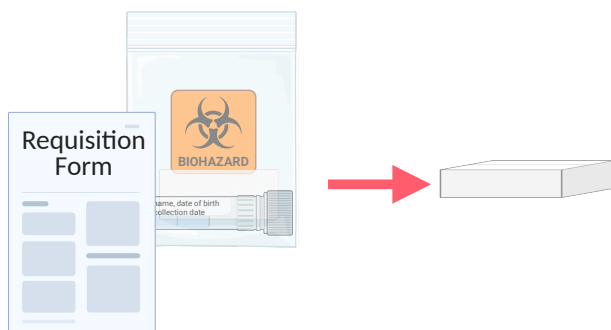 Requisition
Form
BIOHAZARD
name, date of birth
collection date